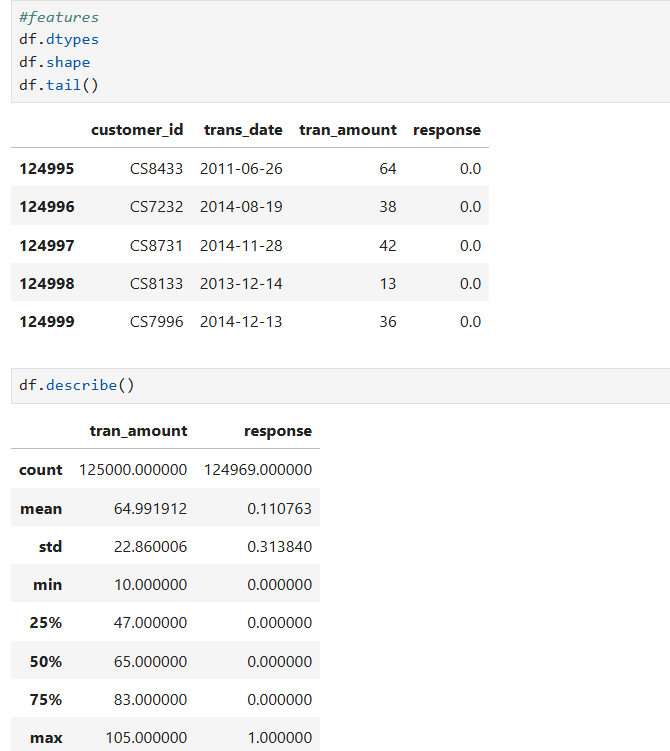 #features
df.dtypes
df.shape
df.tail()
customer_id trans_date tran_amount response
124995 CS8433 2011-06-26 64 0.0
124996 CS7232 2014-08-19 38 0.0
124997 CS8731 2014-11-28 42 0.0
124998 CS8133 2013-12-14 13 0.0
124999 CS7996 2014-12-13 36 0.0
df.describe()
tran_amount response
count 125000.000000 124969.000000
mean 64.991912 0.110763
std 22.860006 0.313840
min 10.000000 0.000000
25% 47.000000 0.000000
50% 65.000000 0.000000
75% 83.000000 0.000000
max 105.000000 1.000000